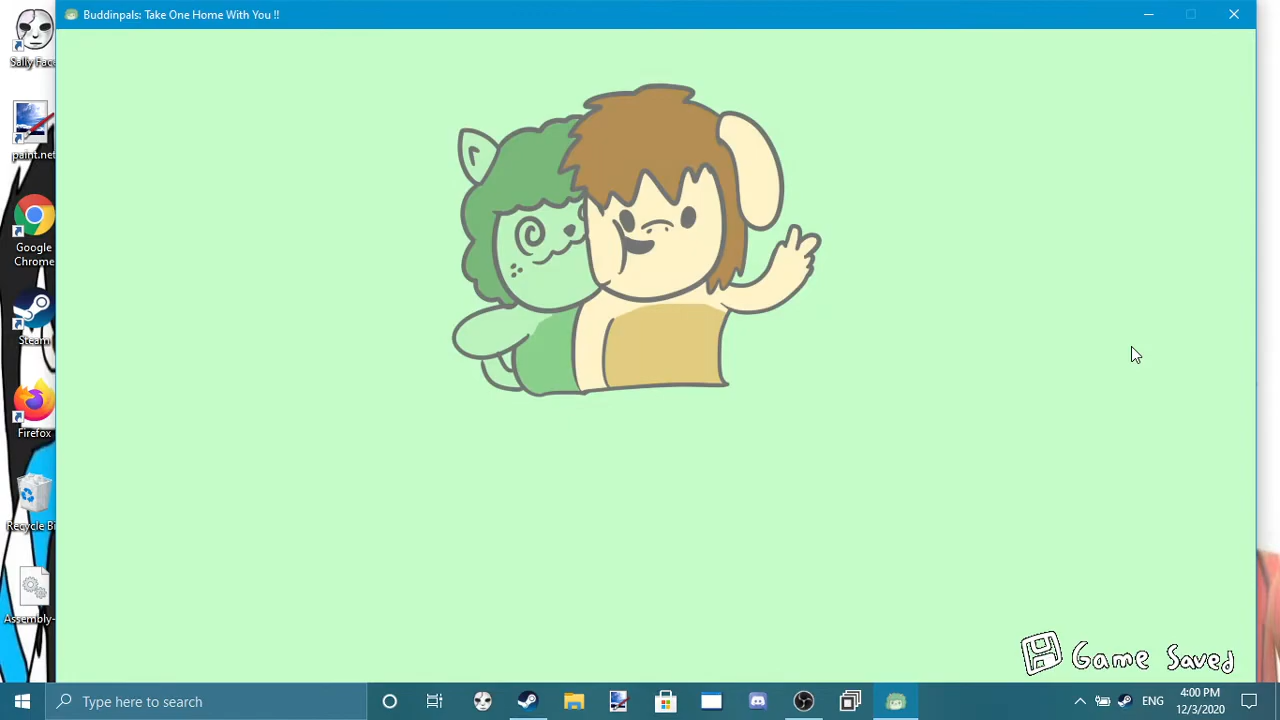 Buddinpals: Take One Home With You !!
Sally Face
paint.net
Google
Chrome
Steam
Firefox
Recycle Bi
Assembly-
Game Saved
Type here to search
ENG
4:00 PM
12/3/2020